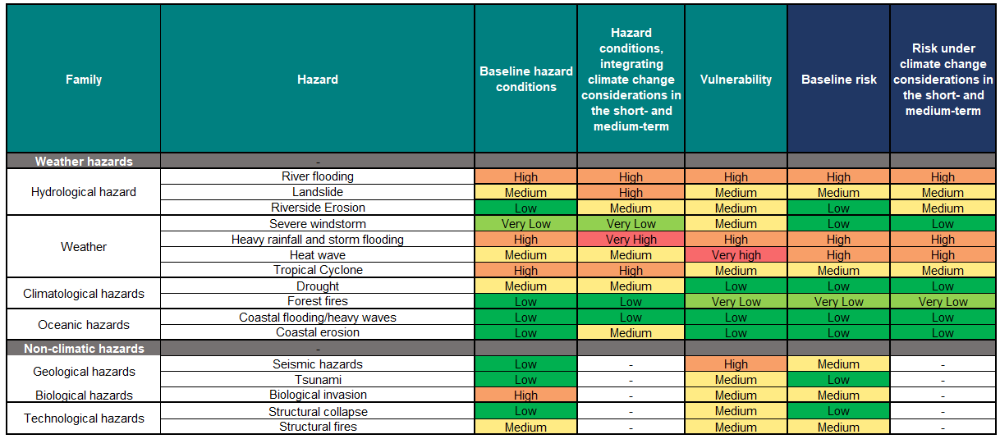 Family Hazard Baseline hazard conditions Hazard conditions, integrating climate change considerations in the short- and medium-term Vulnerability Baseline risk Risk under climate change considerations in the short- and medium-term
Weather hazards -
Hydrological hazard
River flooding High High High High High
Landslide Medium High Medium Medium Medium
Riverside Erosion Low Medium Medium Low Medium
Weather
Severe windstorm Very Low Very Low Medium Low Low
Heavy rainfall and storm flooding High Very High High High High
Heat wave Medium Medium Very high High High
Tropical Cyclone High High Medium Medium Medium
Climatological hazards
Drought Medium Medium Low Low Low
Forest fires Low Low Very Low Very Low Very Low
Oceanic hazards
Coastal flooding/heavy waves Low Low Low Low Low
Coastal erosion Low Medium Low Low Low
Non-climatic hazards -
Geological hazards
Seismic hazards Low - High Medium -
Tsunami Low - Medium Low -
Biological hazards Biological invasion High - Medium Medium -
Technological hazards
Structural collapse Low - Medium Low -
Structural fires Medium - Medium Medium -